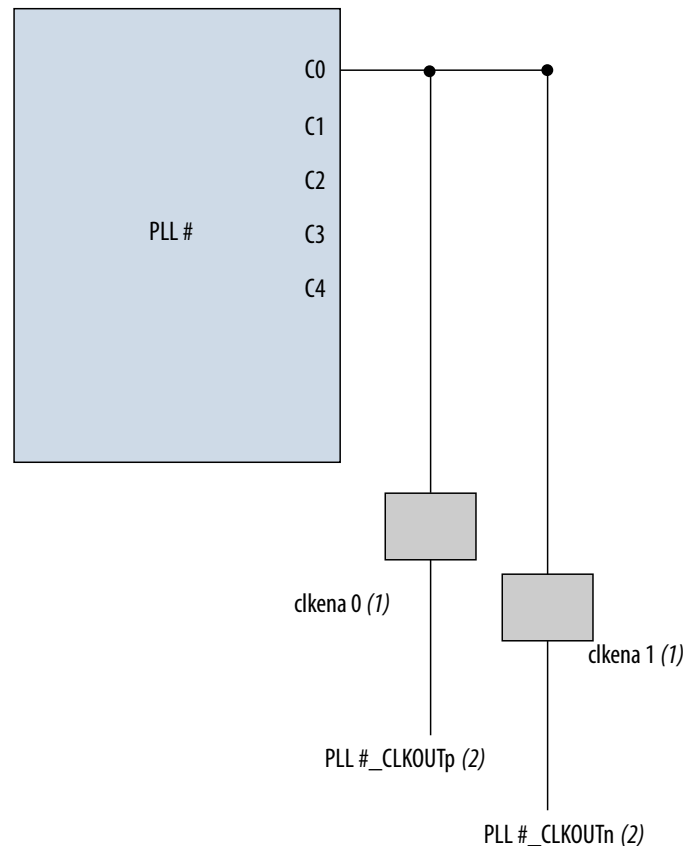 C0
C1
C2
PLL #
C3
C4
clkena 0 (1)
clkena 1 (1)
PLL #_CLKOUTp (2)
PLL #_CLKOUTn (2)